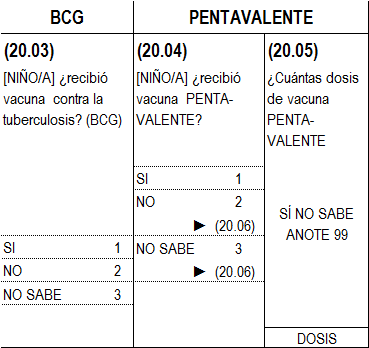 BCG
PENTAVALENTE
(20.03)
[NIÑO/A] ¿recibió
vacuna contra la
tuberculosis? (BCG)
SI 1
NO 2
NO SABE 3
(20.04)
[NIÑO/A] ¿recibió
vacuna PENTA-
VALENTE?
SI 1
NO 2
► (20.06)
NO SABE 3
► (20.06)
(20.05)
¿Cuántas dosis
de vacuna
PENTA-
VALENTE
SÍ NO SABE
ANOTE 99
DOSIS